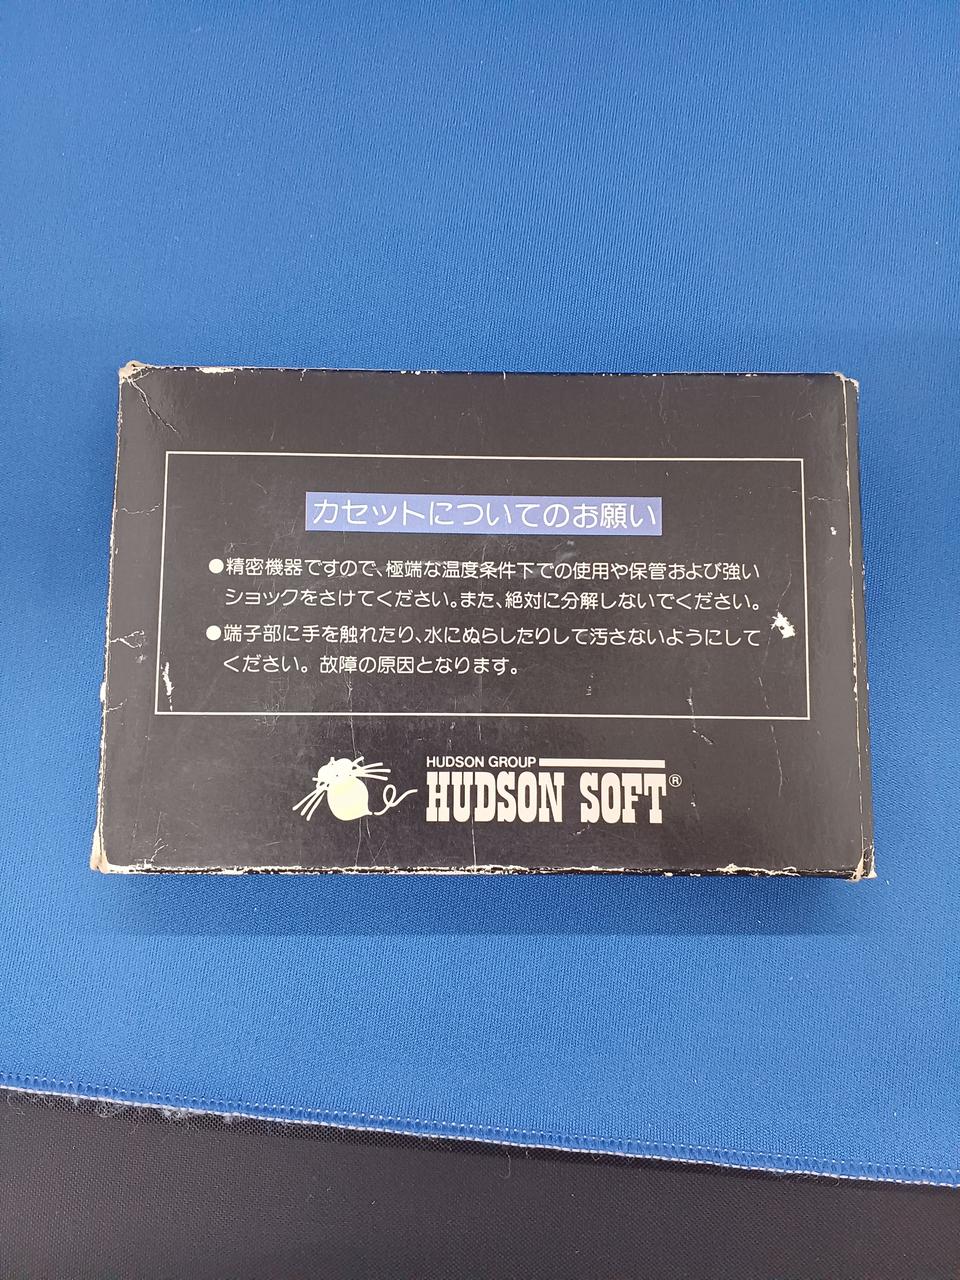 カセットについてのお願い
●精密機器ですので、極端な温度条件下での使用や保管および強い
ショックをさけてください。また、絶対に分解しないでください。
●端子部に手を触れたり、水にぬらしたりして汚さないようにして
ください。故障の原因となります。
HUDSON GROUP
HUDSON SOFT®